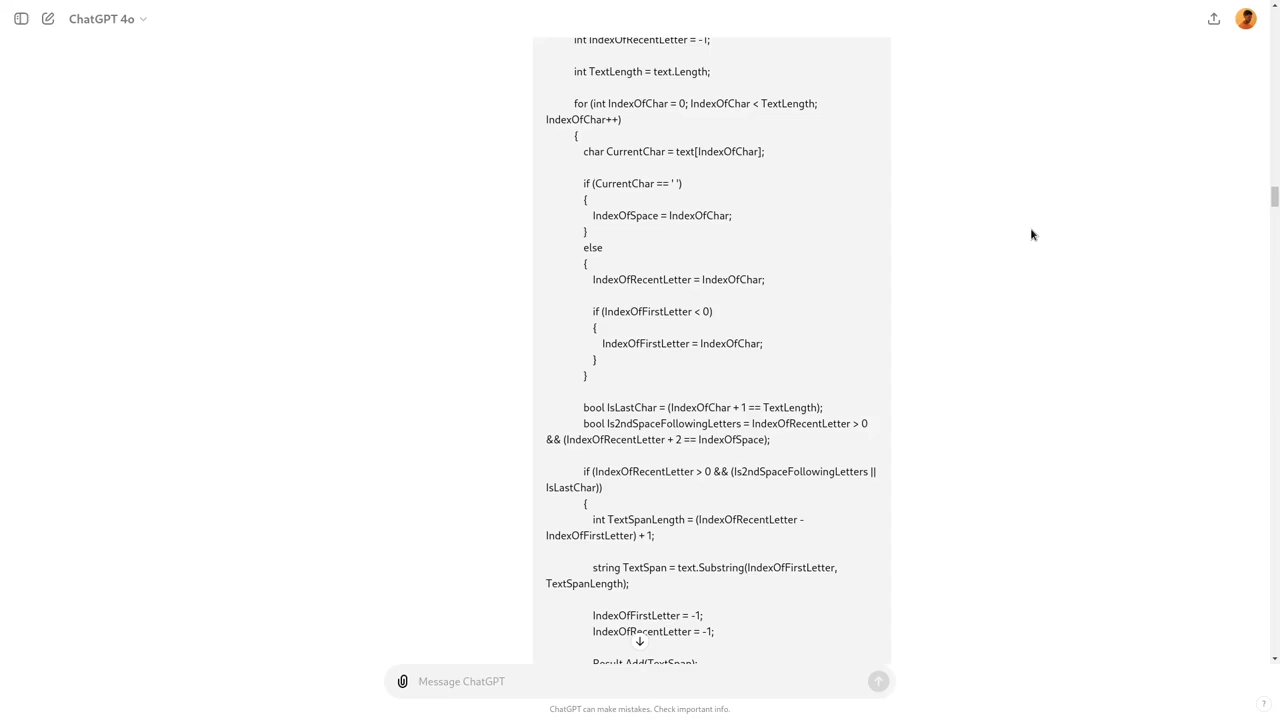 ChatGPT 4o
int IndexOfRecentLetter = -1;
int TextLength = text.Length;
for (int IndexOfChar = 0; IndexOfChar < TextLength;
IndexOfChar++)
{
char CurrentChar = text[IndexOfChar];
if (CurrentChar == ' ')
{
IndexOfSpace = IndexOfChar;
}
else
{
IndexOfRecentLetter = IndexOfChar;
if (IndexOfFirstLetter < 0)
{
IndexOfFirstLetter = IndexOfChar;
}
}
bool IsLastChar = (IndexOfChar + 1 == TextLength);
bool Is2ndSpaceFollowingLetters = IndexOfRecentLetter > 0
&& (IndexOfRecentLetter + 2 == IndexOfSpace);
if (IndexOfRecentLetter > 0 && (Is2ndSpaceFollowingLetters ||
IsLastChar))
{
int TextSpanLength = (IndexOfRecentLetter -
IndexOfFirstLetter) + 1;
string TextSpan = text.Substring(IndexOfFirstLetter,
TextSpanLength);
IndexOfFirstLetter = -1;
IndexOfRecentLetter = -1;
Result.Add(TextSpan);
Message ChatGPT
ChatGPT can make mistakes. Check important info.
?